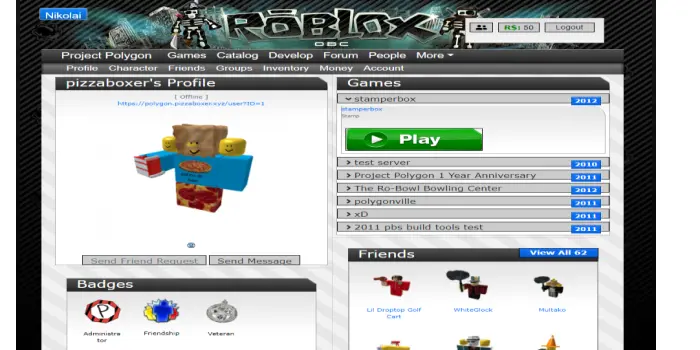 Nikolai
ROBLOX
OBC
R$: 50
Logout
Project Polygon Games Catalog Develop Forum People More
Profile Character Friends Groups Inventory Money Account
pizzaboxer's Profile
[ Offline ]
https://polygon.pizzaboxer.xyz/user?ID=1
Send Friend Request
Send Message
Badges
Administra
tor
Friendship
Veteran
Games
stamperbox 2012
stamperbox
Stamp
Play
test server 2010
Project Polygon 1 Year Anniversary 2011
The Ro-Bowl Bowling Center 2012
polygonville 2011
xD 2011
2011 pbs build tools test 2011
Friends
View All 62
Lil Droptop Golf
Cart
WhiteGlock
Multako